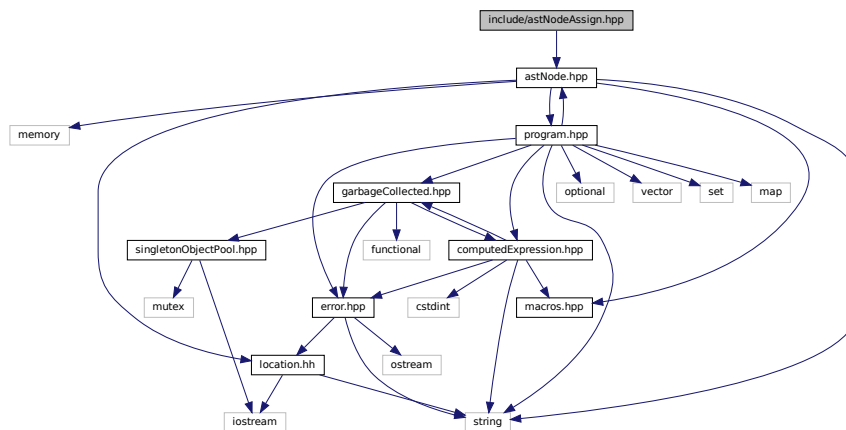 include/astNodeAssign.hpp
astNode.hpp
memory
program.hpp
garbageCollected.hpp
optional
vector
set
map
singletonObjectPool.hpp
functional
computedExpression.hpp
mutex
error.hpp
cstdint
macros.hpp
location.hh
ostream
iostream
string